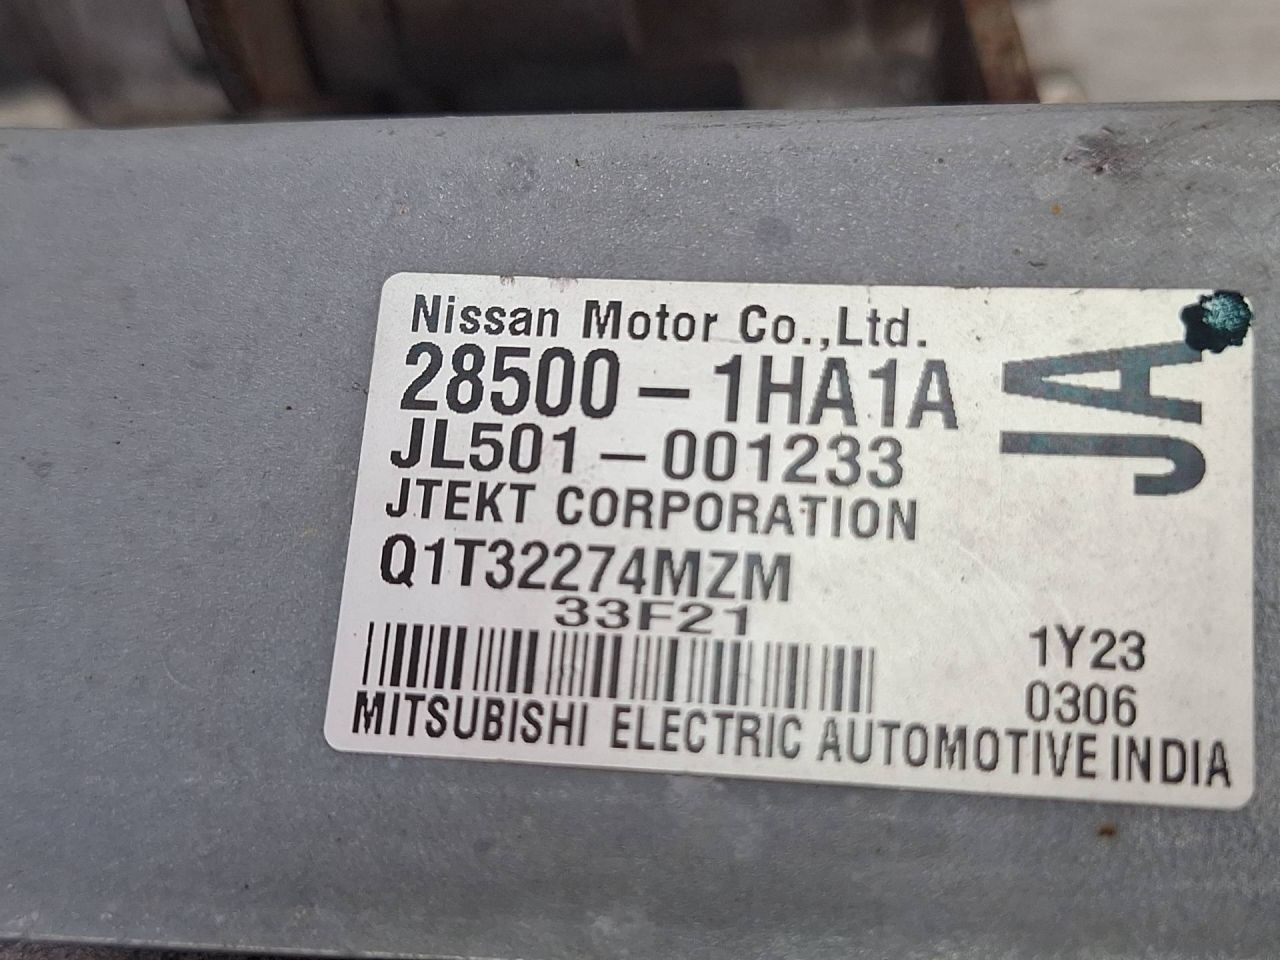 Nissan Motor Co.,Ltd.
28500-1HA1A
JL501-001233
JTEKT CORPORATION
Q1T32274MZM
33F21
JA
1Y23
0306
MITSUBISHI ELECTRIC AUTOMOTIVE INDIA